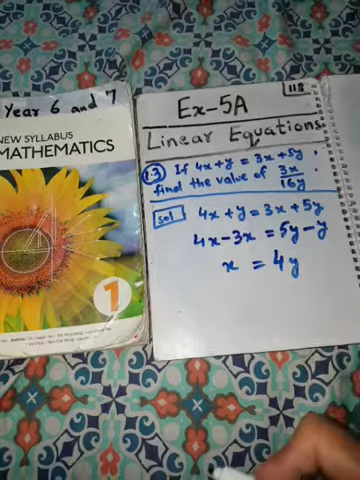 Year 6 and 7
NEW SYLLABUS
MATHEMATICS
1
118
Ex-5A
Linear Equations
13 If 4x+y = 3x+5y
find the value of 3x/16y
Sol 4x+y = 3x+5y
4x-3x = 5y-y
x = 4y